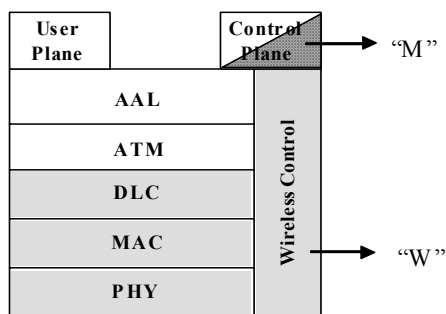 User
Plane
Control
Plane
“M”
AAL
ATM
DLC
MAC
PHY
Wireless Control
“W”